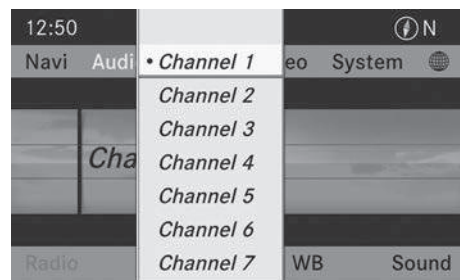 12:50 N
Navi Audi • Channel 1 eo System
Channel 2
Channel 3
Cha Channel 4
Channel 5
Channel 6
Radio Channel 7 WB Sound